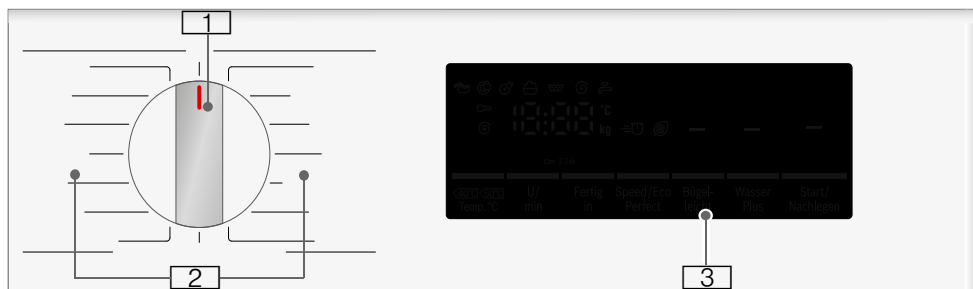 1
18:88 °C
kg
U/
min
Fertig
in
Speed/Eco
Perfect
Bügel-
leicht
Wasser
Plus
Start/
Nachlegen
Temp. °C
2
3